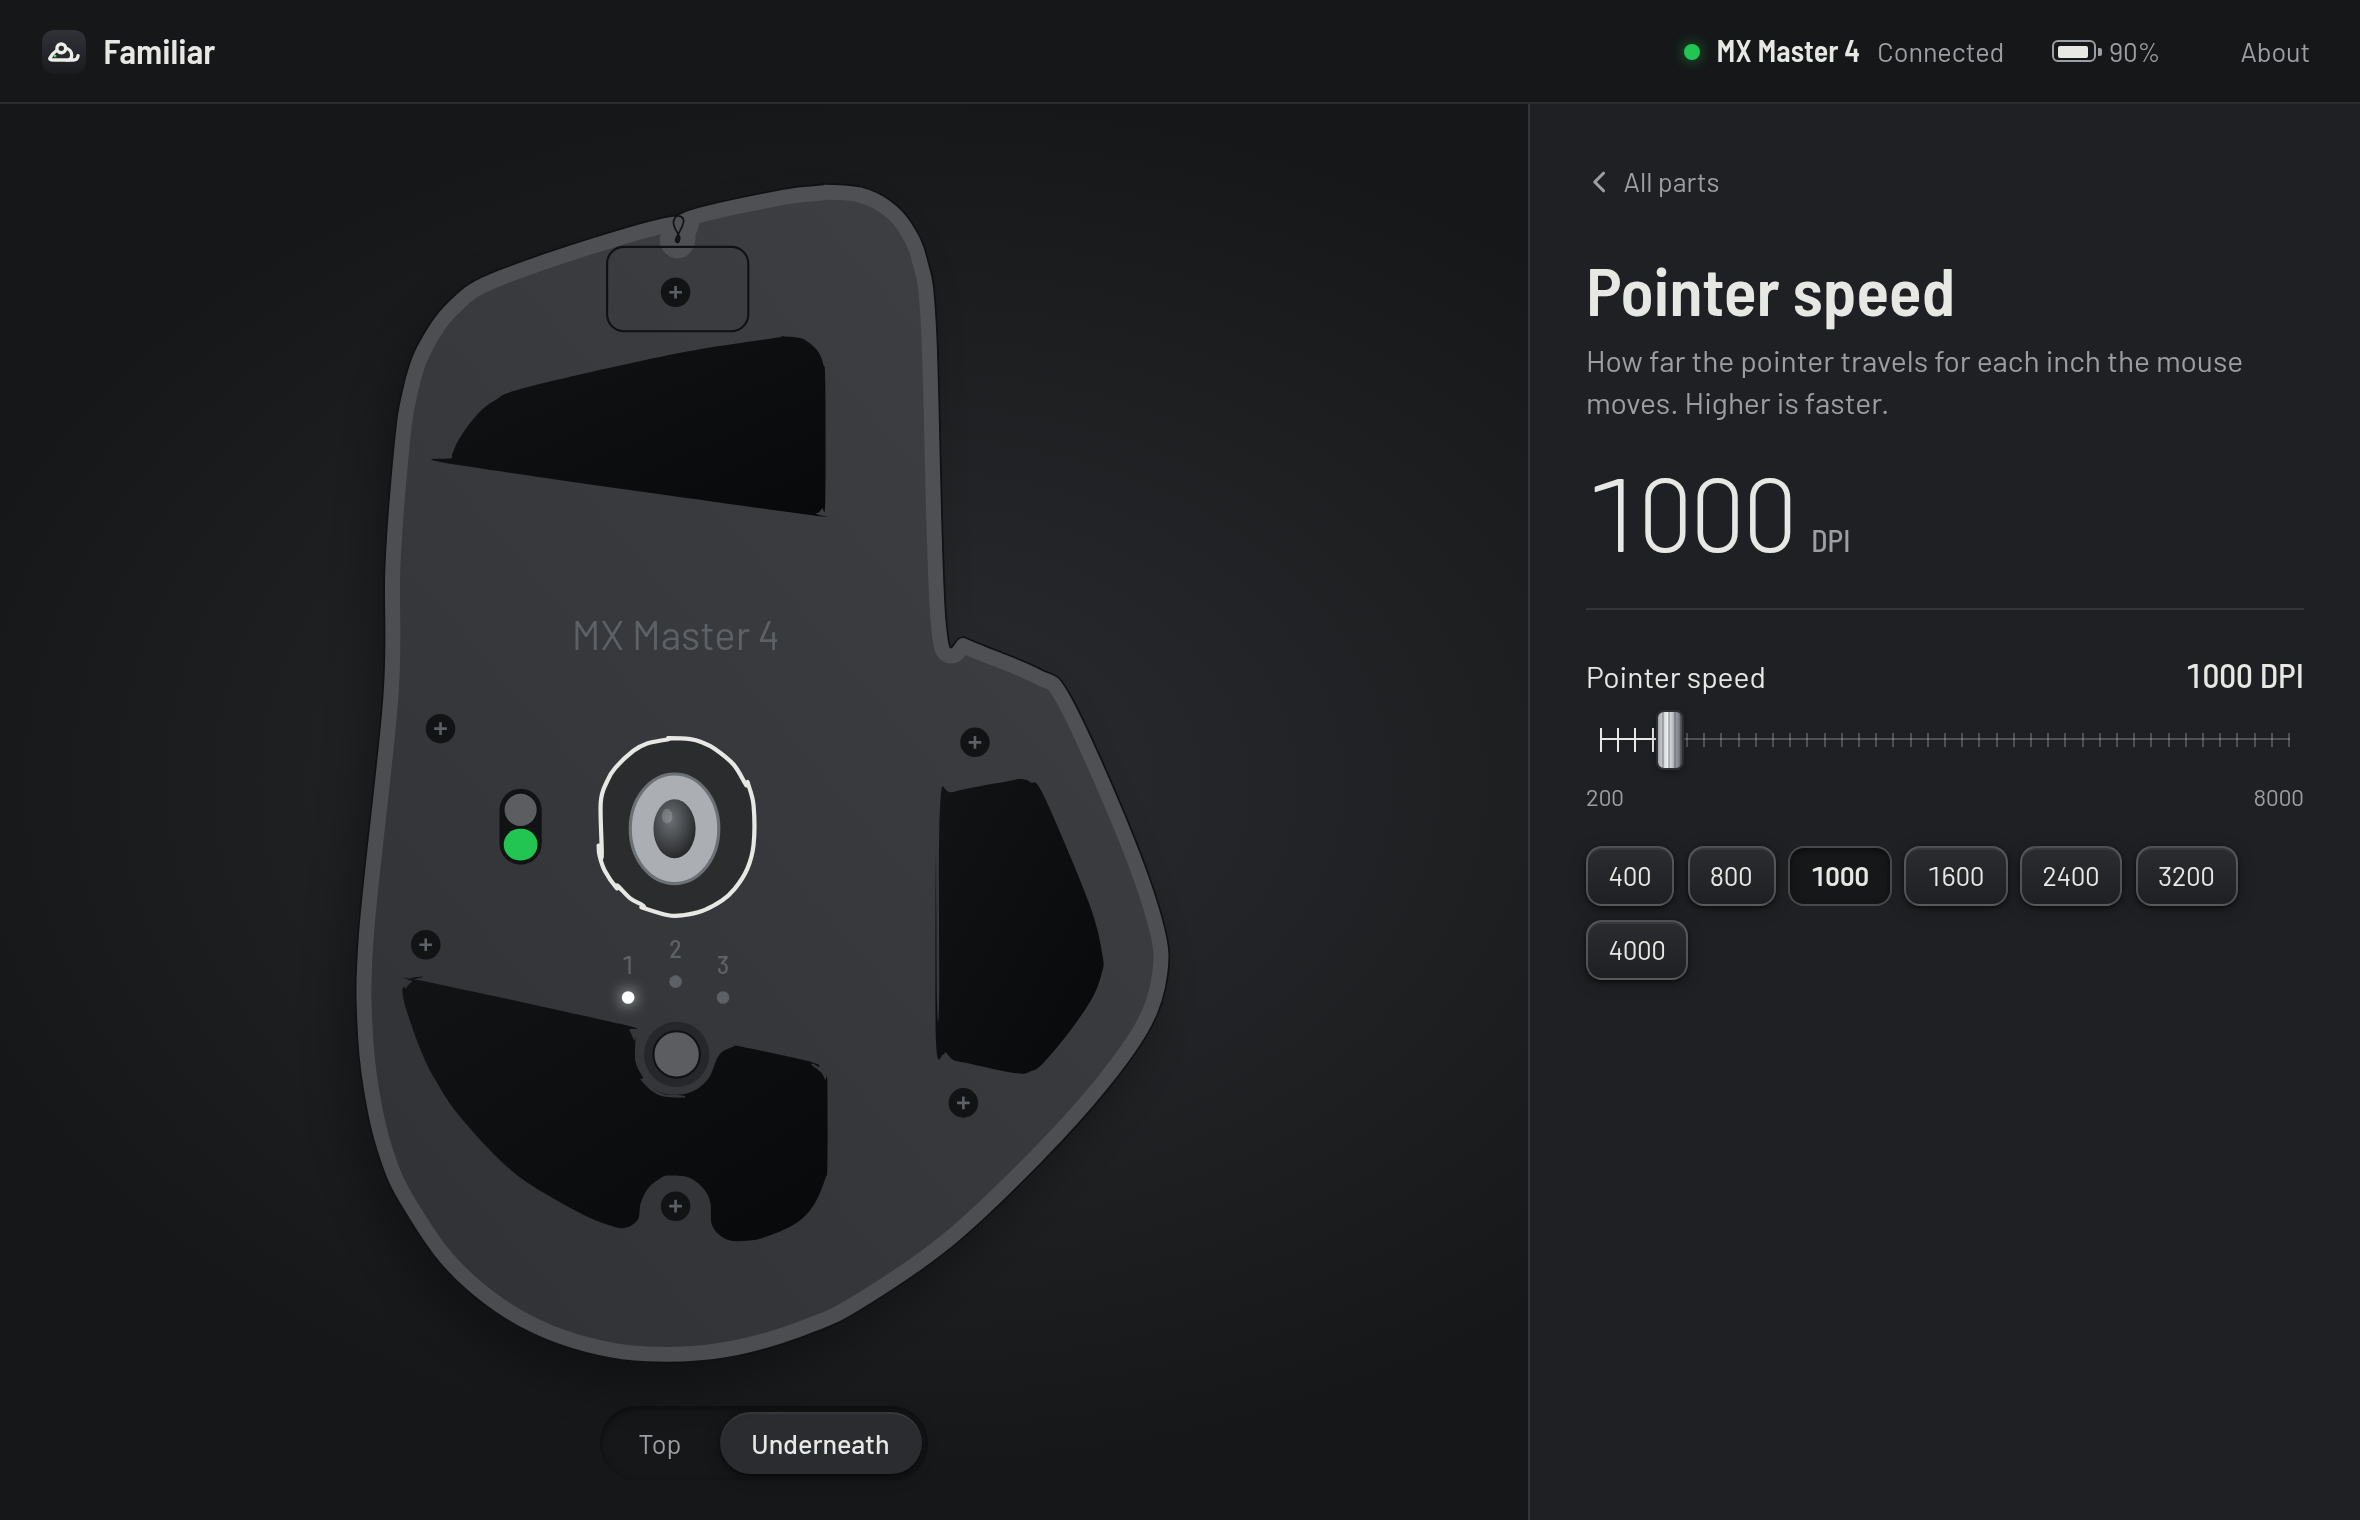 Familiar
MX Master 4 Connected 90% About
All parts
Pointer speed
How far the pointer travels for each inch the mouse
moves. Higher is faster.
1000 DPI
Pointer speed 1000 DPI
200 8000
400 800 1000 1600 2400 3200
4000
MX Master 4
1 2 3
Top Underneath